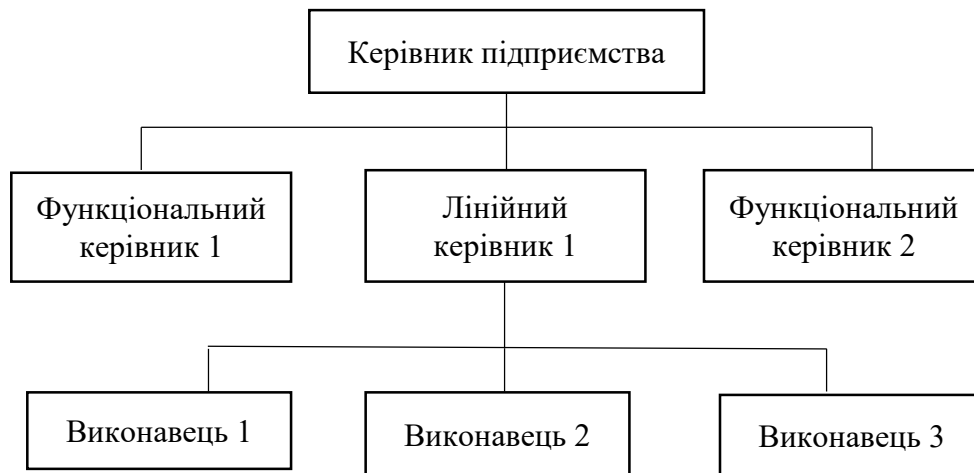 Керівник підприємства
Функціональний
керівник 1
Лінійний
керівник 1
Функціональний
керівник 2
Виконавець 1
Виконавець 2
Виконавець 3